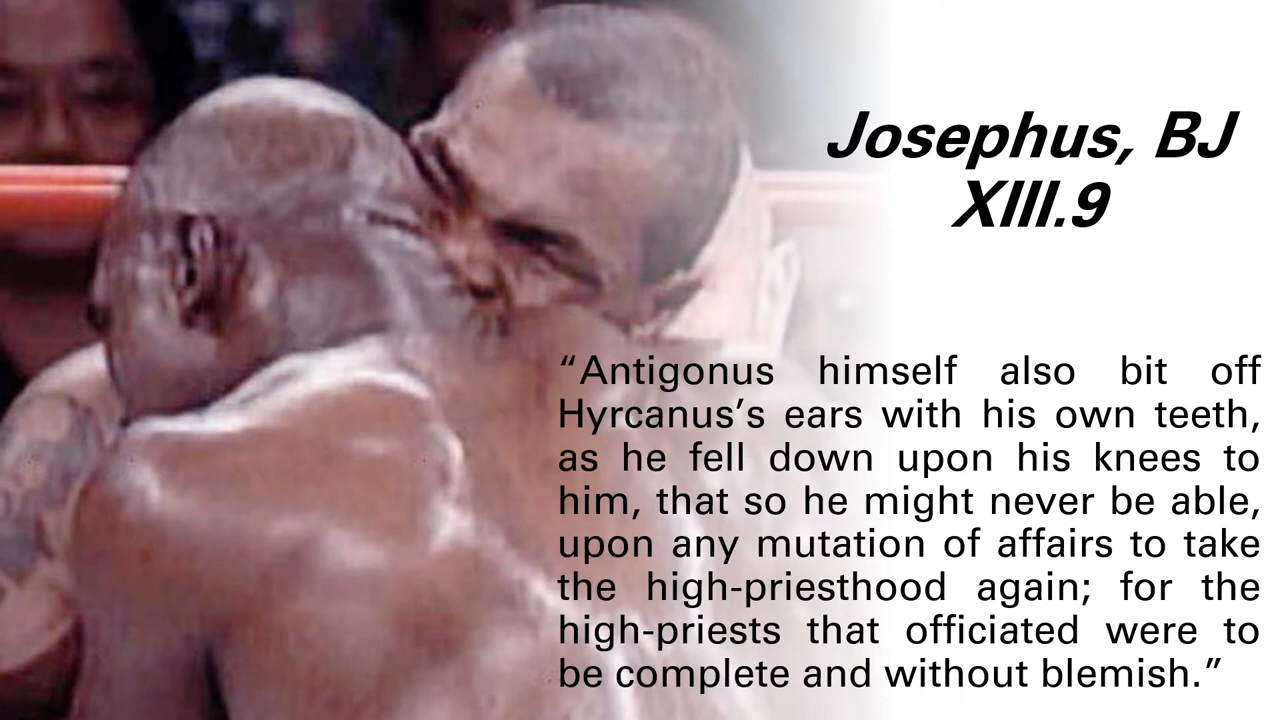 Josephus, BJ
XIII.9
“Antigonus himself also bit off
Hyrcanus’s ears with his own teeth,
as he fell down upon his knees to
him, that so he might never be able,
upon any mutation of affairs to take
the high-priesthood again; for the
high-priests that officiated were to
be complete and without blemish.”